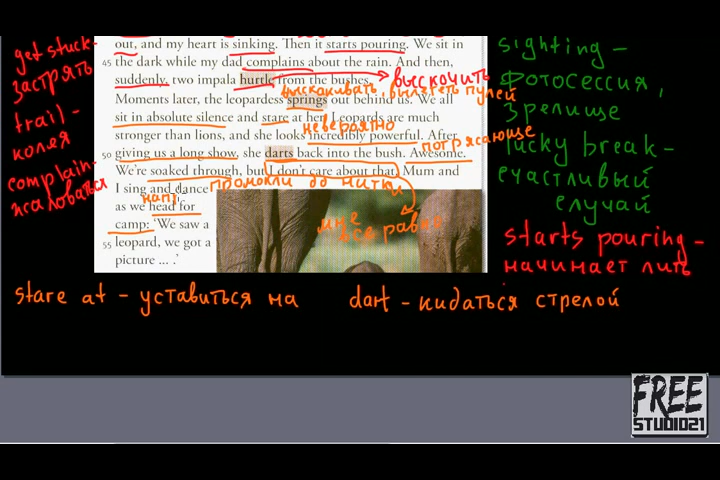 get stuck-
застрять
trail-
колея
complain-
жаловаться
out, and my heart is sinking. Then it starts pouring. We sit in
45 the dark while my dad complains about the rain. And then,
suddenly, two impala hurtle from the bushes.
выскочить
Moments later, the leopardess springs out behind us. We all
выскакивать, вылетать пулей
sit in absolute silence and stare at her. Leopards are much
невероятно
stronger than lions, and she looks incredibly powerful. After
потрясающе
50 giving us a long show, she darts back into the bush. Awesome.
We're soaked through, but I don't care about that. Mum and
промокли до нитки
I sing and dance
as we head for
camp: 'We saw a
55 leopard, we got a
picture ... .'
мне
все равно
sighting –
фотосессия,
зрелище
lucky break –
счастливый
случай
starts pouring –
начинает лить
stare at – уставиться на
dart – кидаться стрелой
FREE
STUDIO21